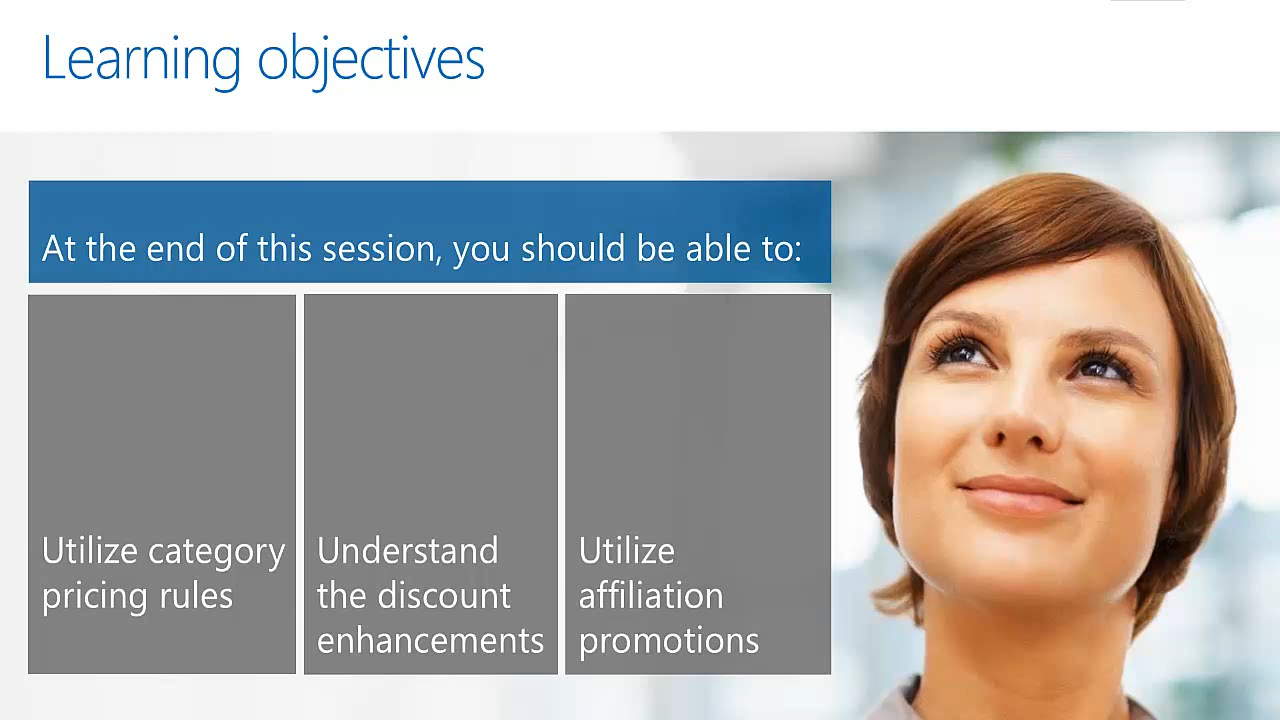 Learning objectives
At the end of this session, you should be able to:
Utilize category
pricing rules
Understand
the discount
enhancements
Utilize
affiliation
promotions